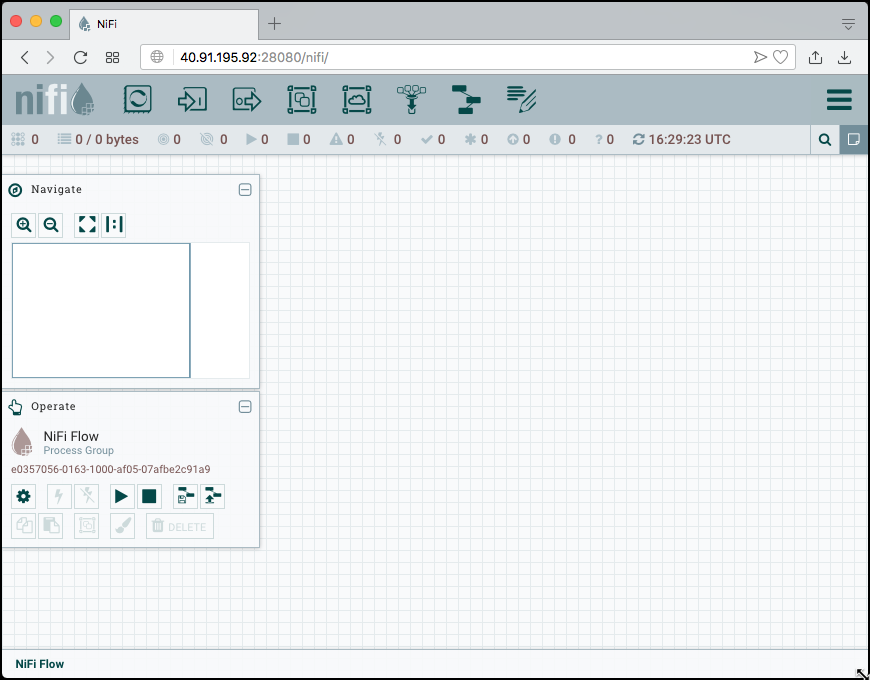 NiFi
40.91.195.92:28080/nifi/
nifi
0 0 / 0 bytes 0 0 0 0 0 0 0 0 0 0 ? 0 16:29:23 UTC
Navigate
Operate
NiFi Flow
Process Group
e0357056-0163-1000-af05-07afbe2c91a9
DELETE
NiFi Flow